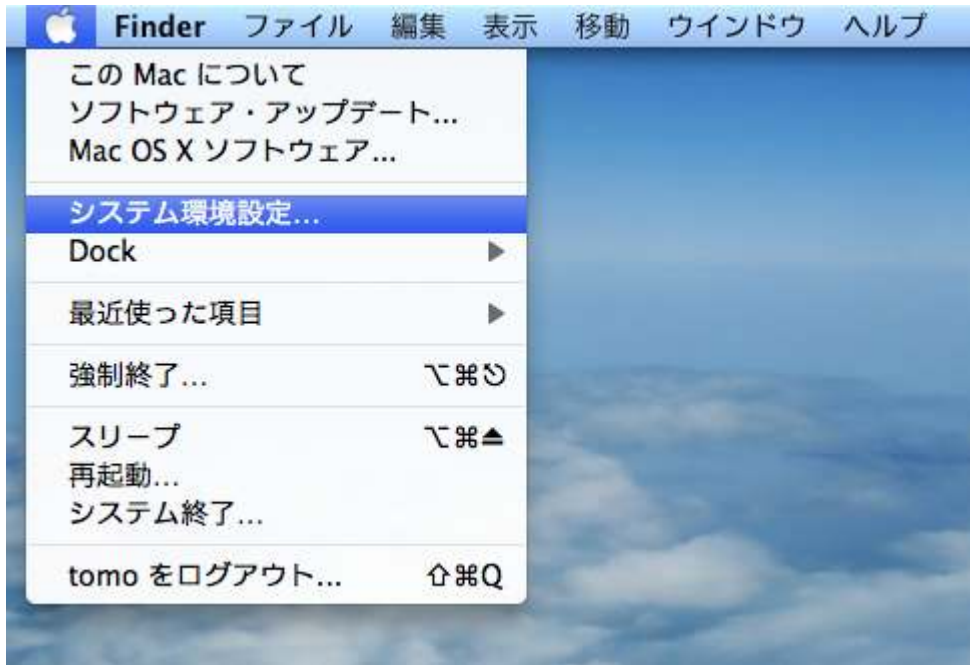 Finder ファイル 編集 表示 移動 ウインドウ ヘルプ
この Mac について
ソフトウェア・アップデート...
Mac OS X ソフトウェア...
システム環境設定...
Dock ▶
最近使った項目 ▶
強制終了... ⌥⌘⎋
スリープ ⌥⌘⏏
再起動...
システム終了...
tomo をログアウト... ⇧⌘Q